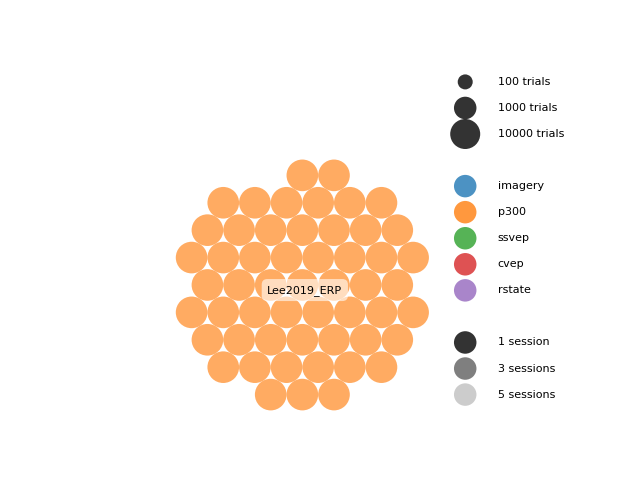 100 trials
1000 trials
10000 trials
imagery
p300
ssvep
cvep
rstate
Lee2019_ERP
1 session
3 sessions
5 sessions